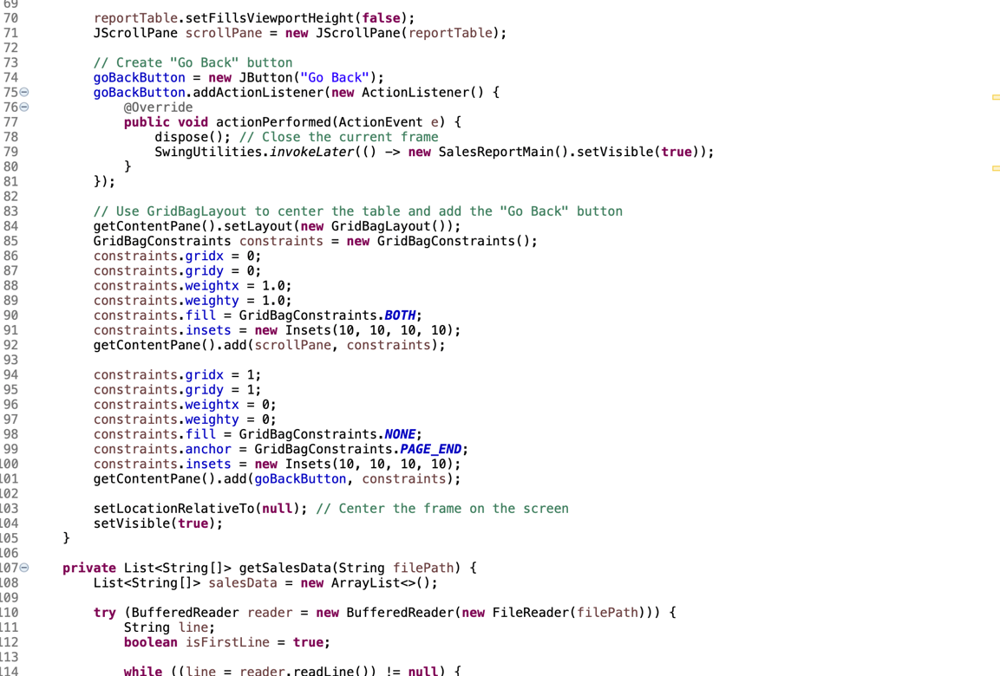 69
70 reportTable.setFillsViewportHeight(false);
71 JScrollPane scrollPane = new JScrollPane(reportTable);
72
73 // Create "Go Back" button
74 goBackButton = new JButton("Go Back");
75 goBackButton.addActionListener(new ActionListener() {
76 @Override
77 public void actionPerformed(ActionEvent e) {
78 dispose(); // Close the current frame
79 SwingUtilities.invokeLater(() -> new SalesReportMain().setVisible(true));
80 }
81 });
82
83 // Use GridBagLayout to center the table and add the "Go Back" button
84 getContentPane().setLayout(new GridBagLayout());
85 GridBagConstraints constraints = new GridBagConstraints();
86 constraints.gridx = 0;
87 constraints.gridy = 0;
88 constraints.weightx = 1.0;
89 constraints.weighty = 1.0;
90 constraints.fill = GridBagConstraints.BOTH;
91 constraints.insets = new Insets(10, 10, 10, 10);
92 getContentPane().add(scrollPane, constraints);
93
94 constraints.gridx = 1;
95 constraints.gridy = 1;
96 constraints.weightx = 0;
97 constraints.weighty = 0;
98 constraints.fill = GridBagConstraints.NONE;
99 constraints.anchor = GridBagConstraints.PAGE_END;
100 constraints.insets = new Insets(10, 10, 10, 10);
101 getContentPane().add(goBackButton, constraints);
102
103 setLocationRelativeTo(null); // Center the frame on the screen
104 setVisible(true);
105 }
106
107 private List<String[]> getSalesData(String filePath) {
108 List<String[]> salesData = new ArrayList<>();
109
110 try (BufferedReader reader = new BufferedReader(new FileReader(filePath))) {
111 String line;
112 boolean isFirstLine = true;
113
114 while ((line = reader.readLine()) != null) {